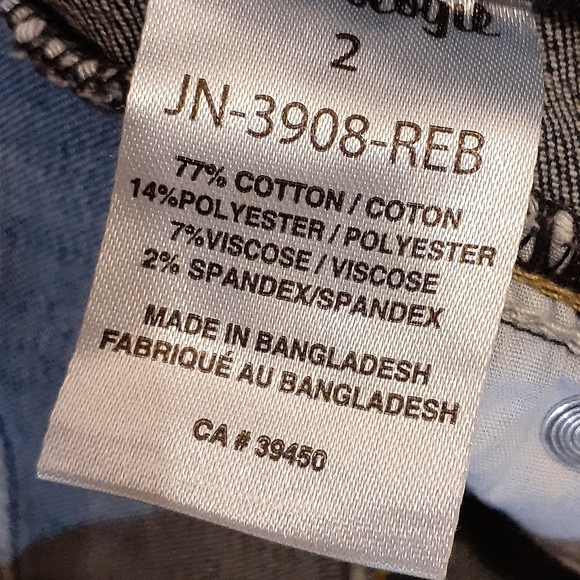 2
JN-3908-REB
77% COTTON / COTON
14%POLYESTER / POLYESTER
7%VISCOSE / VISCOSE
2% SPANDEX/SPANDEX
MADE IN BANGLADESH
FABRIQUÉ AU BANGLADESH
CA # 39450